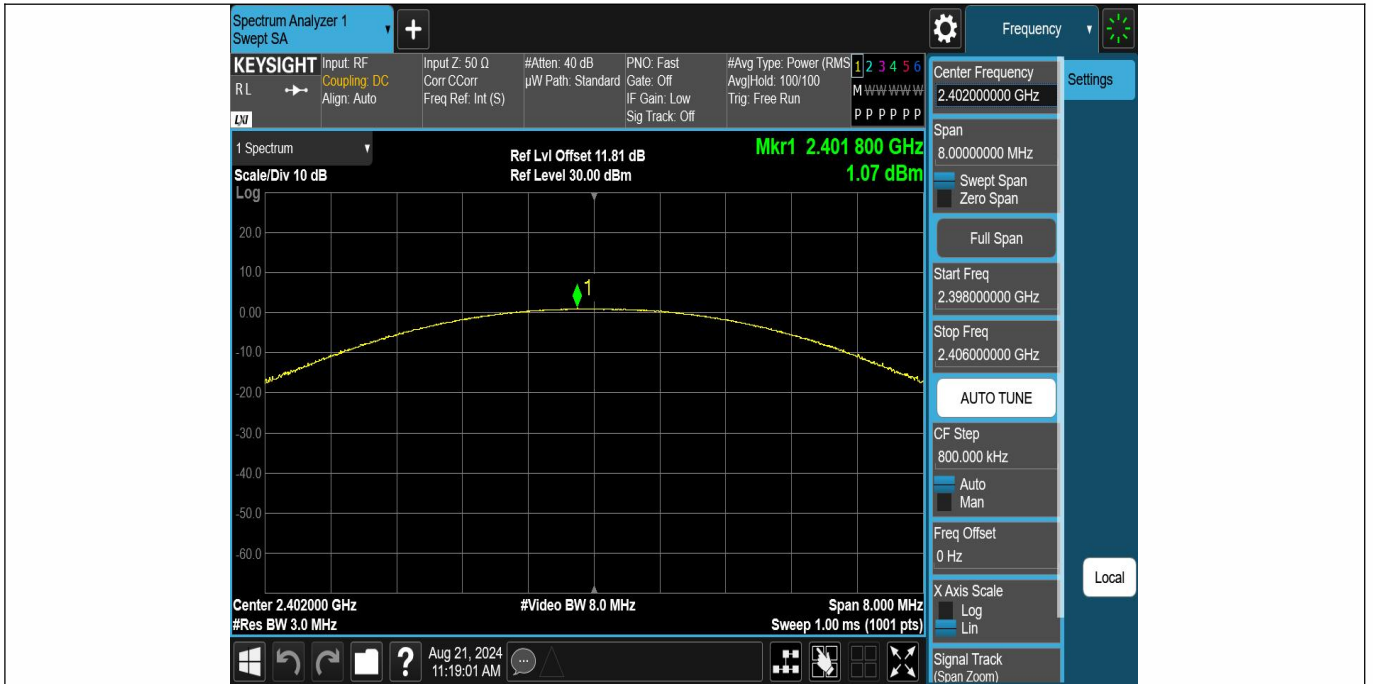 Spectrum Analyzer 1
Swept SA
Frequency
KEYSIGHT
RL
LXI
Input: RF
Coupling: DC
Align: Auto
Input Z: 50 Ω
Corr CCorr
Freq Ref: Int (S)
#Atten: 40 dB
µW Path: Standard
PNO: Fast
Gate: Off
IF Gain: Low
Sig Track: Off
#Avg Type: Power (RMS
Avg|Hold: 100/100
Trig: Free Run
1 2 3 4 5 6
M W W W W W
P P P P P P
1 Spectrum
Scale/Div 10 dB
Ref Lvl Offset 11.81 dB
Ref Level 30.00 dBm
Mkr1 2.401 800 GHz
1.07 dBm
Log
20.0
10.0
0.00
-10.0
-20.0
-30.0
-40.0
-50.0
-60.0
1
Center 2.402000 GHz
#Res BW 3.0 MHz
#Video BW 8.0 MHz
Span 8.000 MHz
Sweep 1.00 ms (1001 pts)
Center Frequency
2.402000000 GHz
Span
8.00000000 MHz
Swept Span
Zero Span
Full Span
Start Freq
2.398000000 GHz
Stop Freq
2.406000000 GHz
AUTO TUNE
CF Step
800.000 kHz
Auto
Man
Freq Offset
0 Hz
X Axis Scale
Log
Lin
Signal Track
(Span Zoom)
Settings
Local
?
Aug 21, 2024
11:19:01 AM